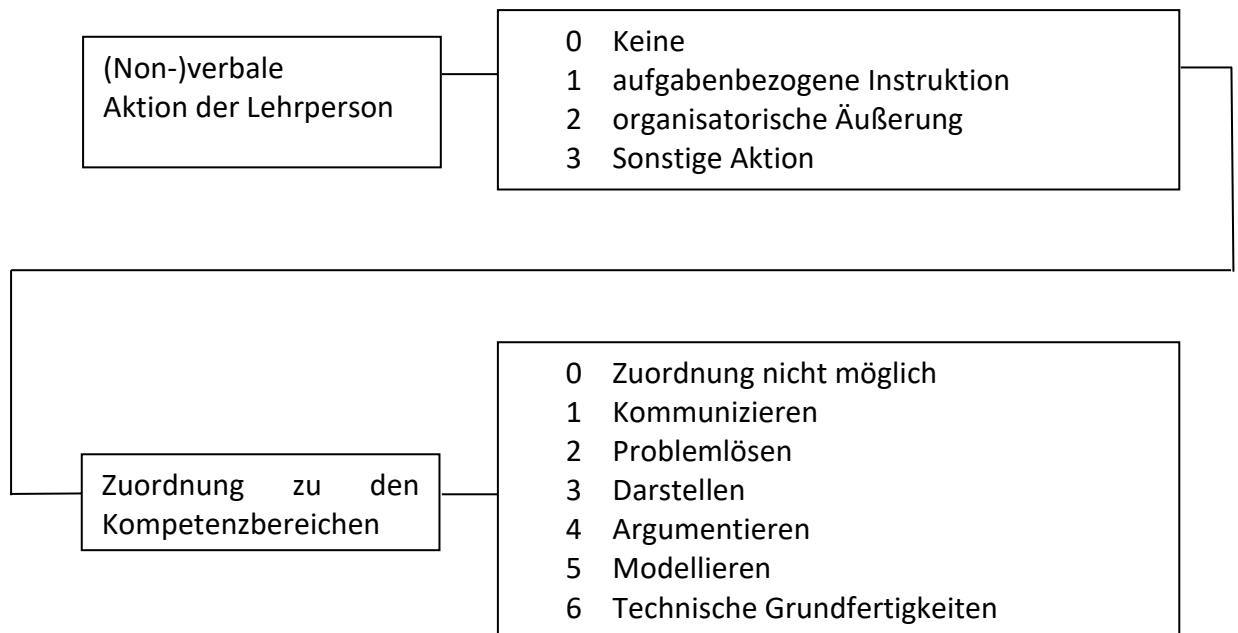 (Non-)verbale
Aktion der Lehrperson
0 Keine
1 aufgabenbezogene Instruktion
2 organisatorische Äußerung
3 Sonstige Aktion
Zuordnung zu den
Kompetenzbereichen
0 Zuordnung nicht möglich
1 Kommunizieren
2 Problemlösen
3 Darstellen
4 Argumentieren
5 Modellieren
6 Technische Grundfertigkeiten